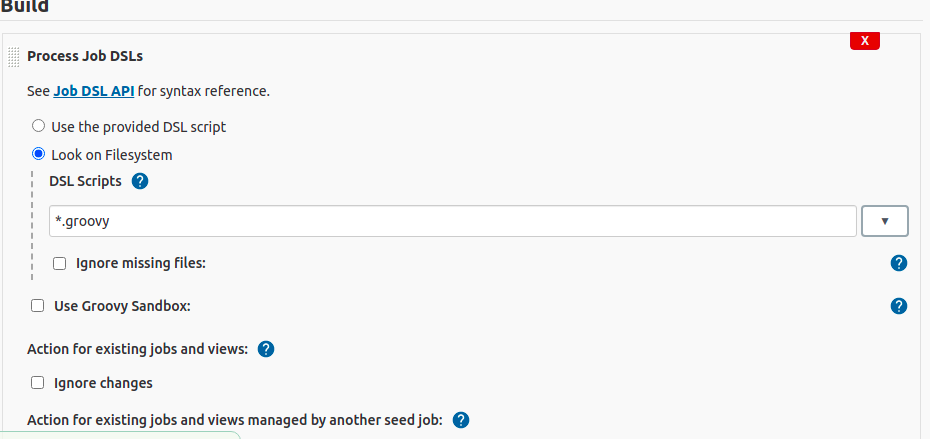 Build
X
Process Job DSLs
See Job DSL API for syntax reference.
Use the provided DSL script
Look on Filesystem
DSL Scripts ?
*.groovy
Ignore missing files: ?
Use Groovy Sandbox: ?
Action for existing jobs and views: ?
Ignore changes
Action for existing jobs and views managed by another seed job: ?